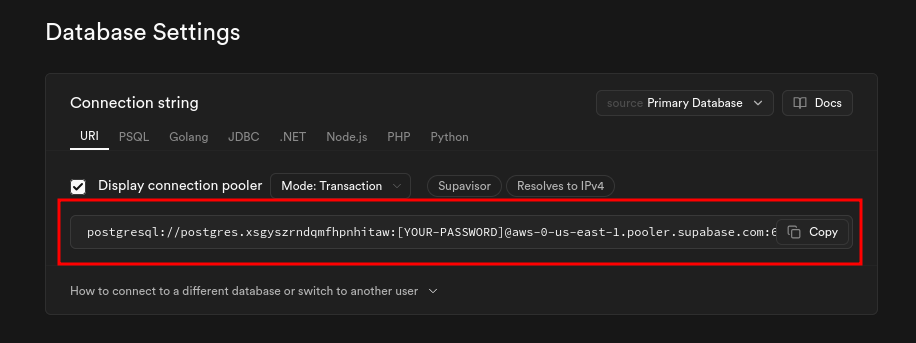 Database Settings
Connection string
source Primary Database
Docs
URI PSQL Golang JDBC .NET Node.js PHP Python
Display connection pooler Mode: Transaction Supavisor Resolves to IPv4
postgresql://postgres.xsgyszrndqmfhpnhitaw:[YOUR-PASSWORD]@aws-0-us-east-1.pooler.supabase.com:6 Copy
How to connect to a different database or switch to another user